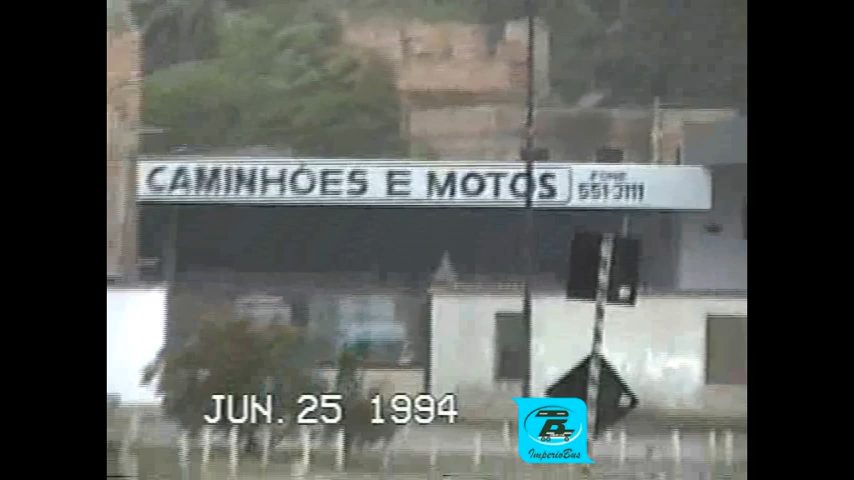 CAMINHÕES E MOTOS
FONE
551-3111
JUN. 25 1994
ImperioBus